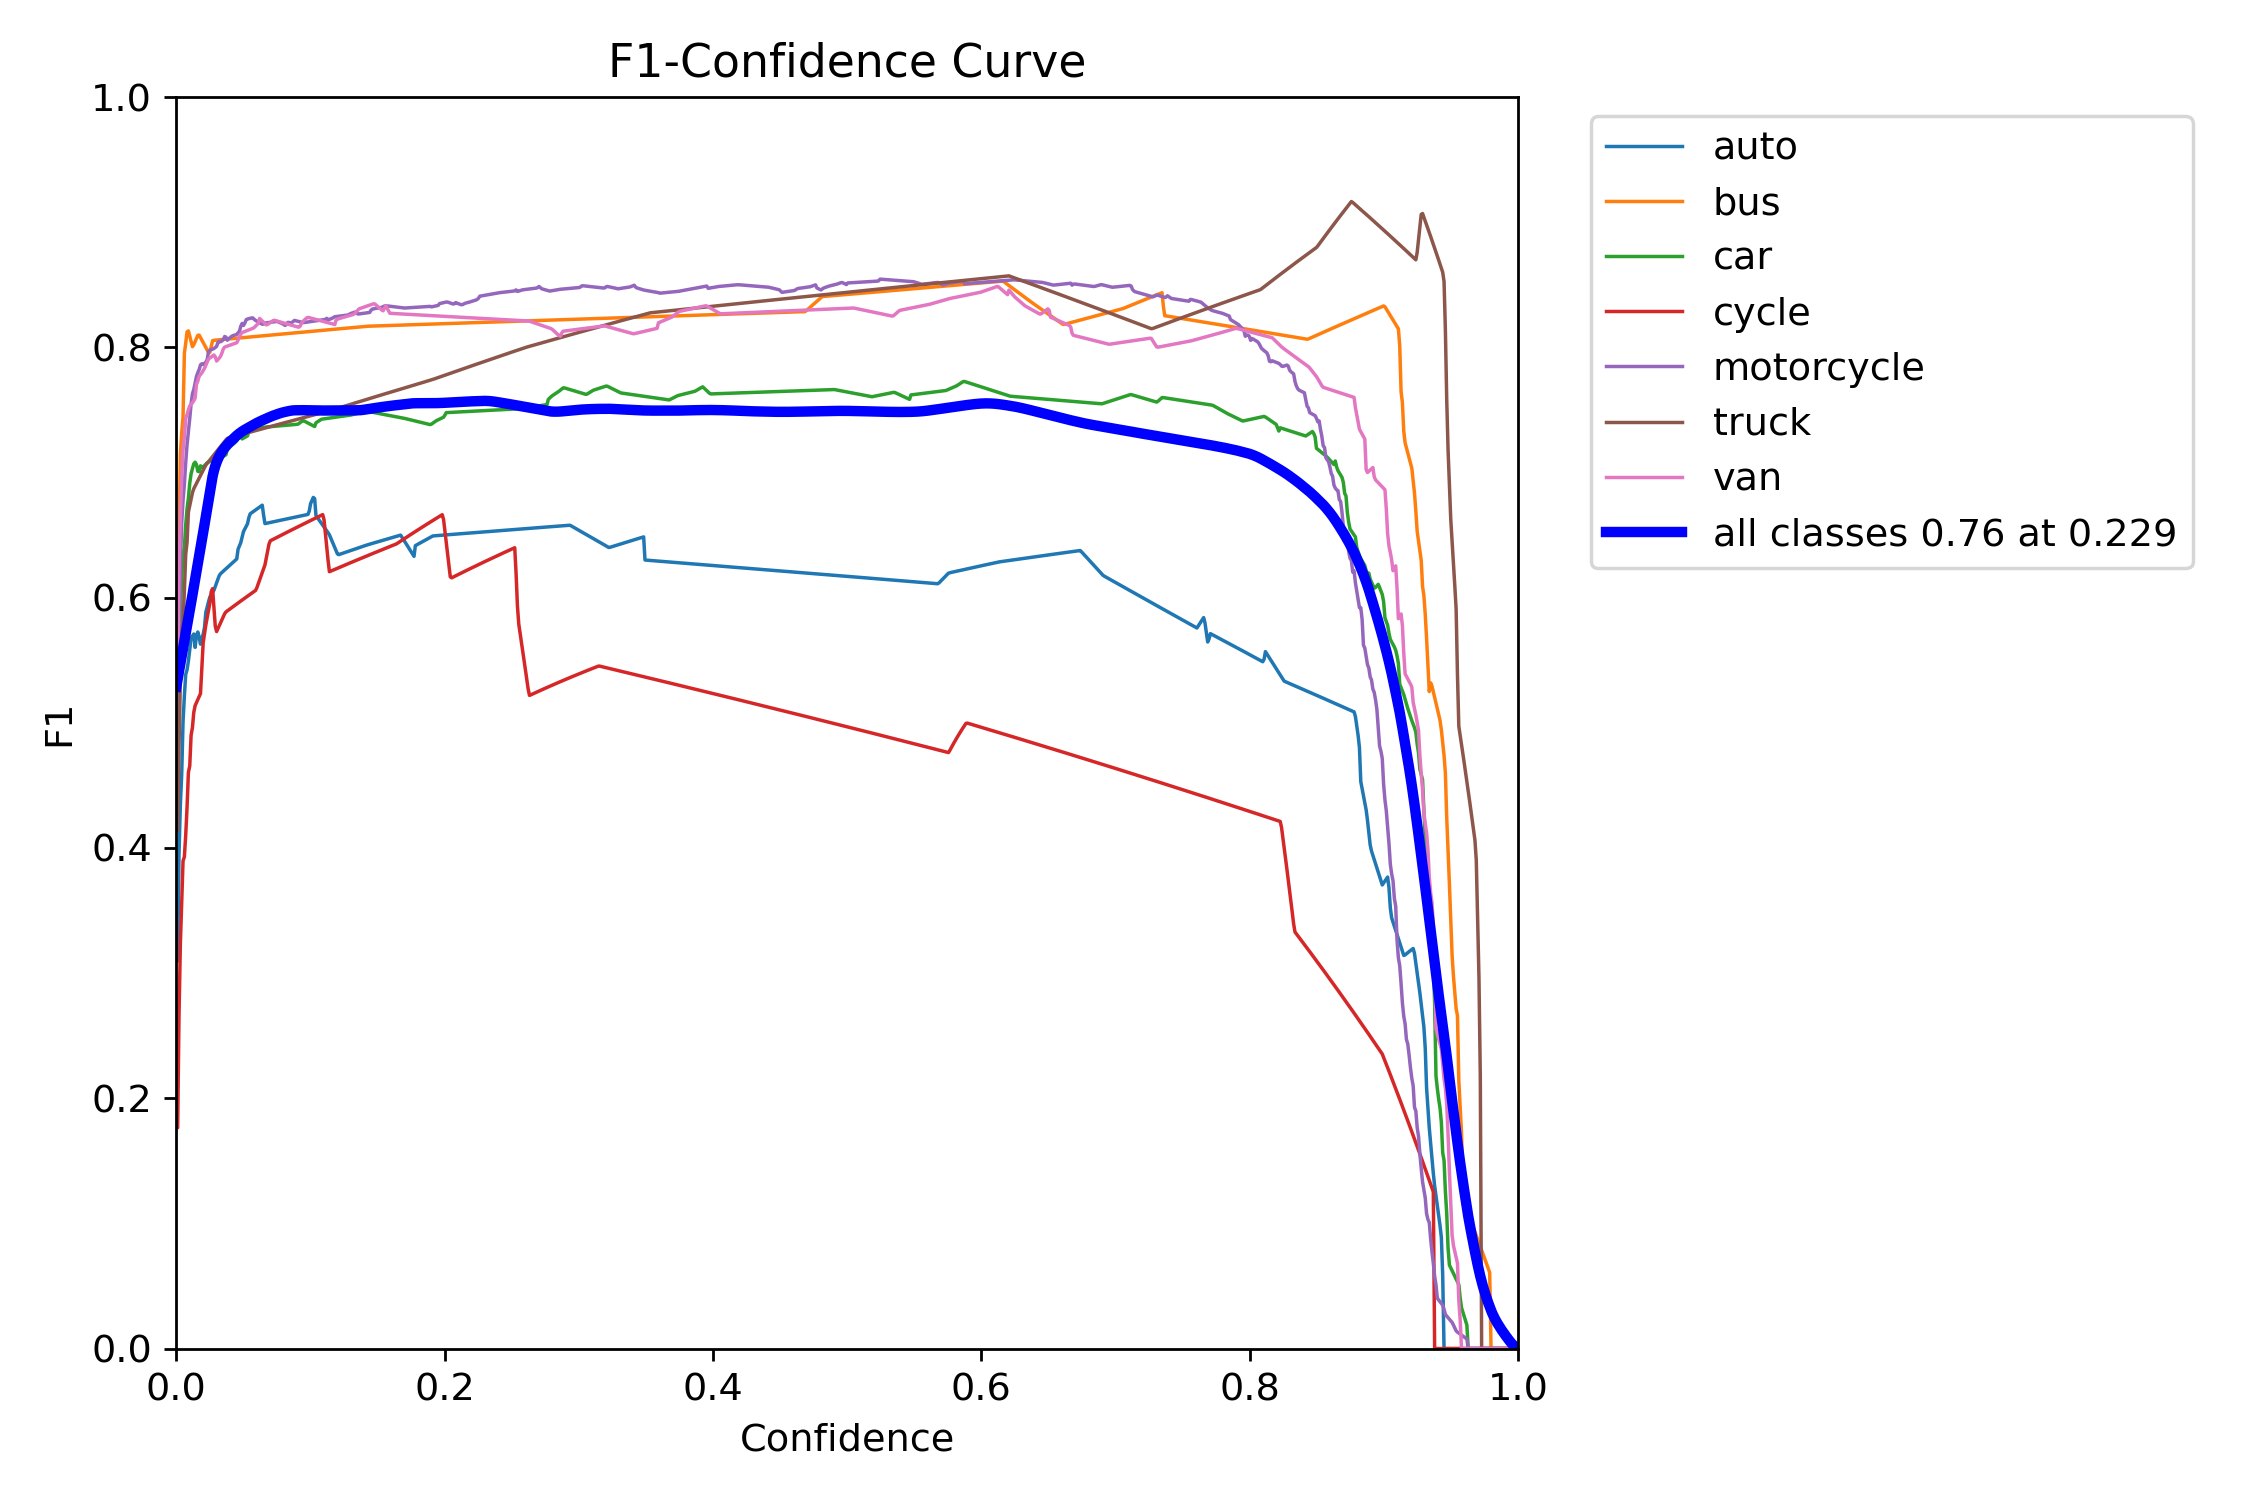 F1-Confidence Curve
1.0
0.8
0.6
0.4
0.2
0.0
F1
0.0 0.2 0.4 0.6 0.8 1.0
Confidence
auto
bus
car
cycle
motorcycle
truck
van
all classes 0.76 at 0.229